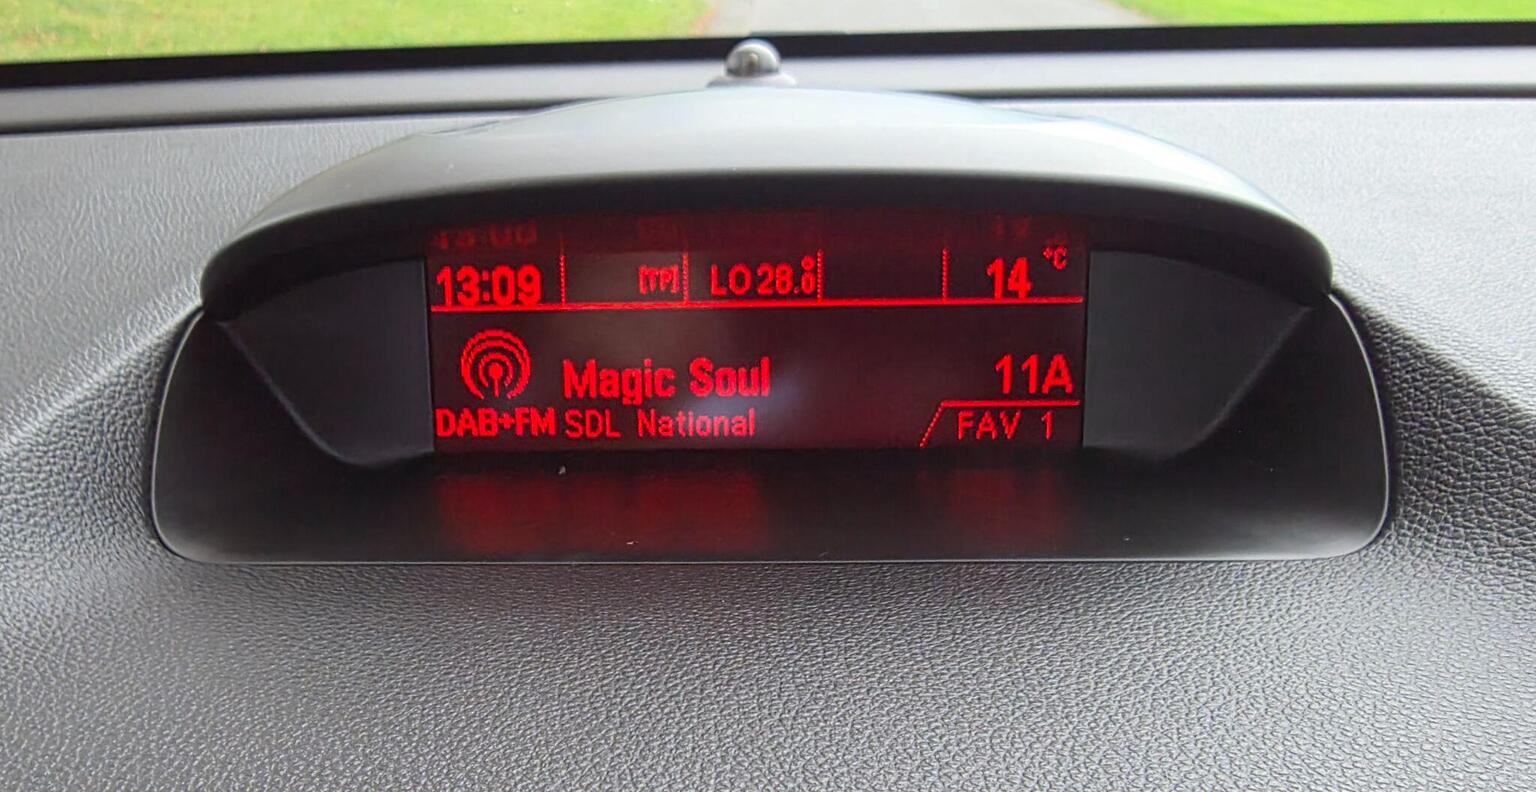 13:09 [TP] LO 28.0° 14 °C
Magic Soul 11A
DAB+FM SDL National FAV 1